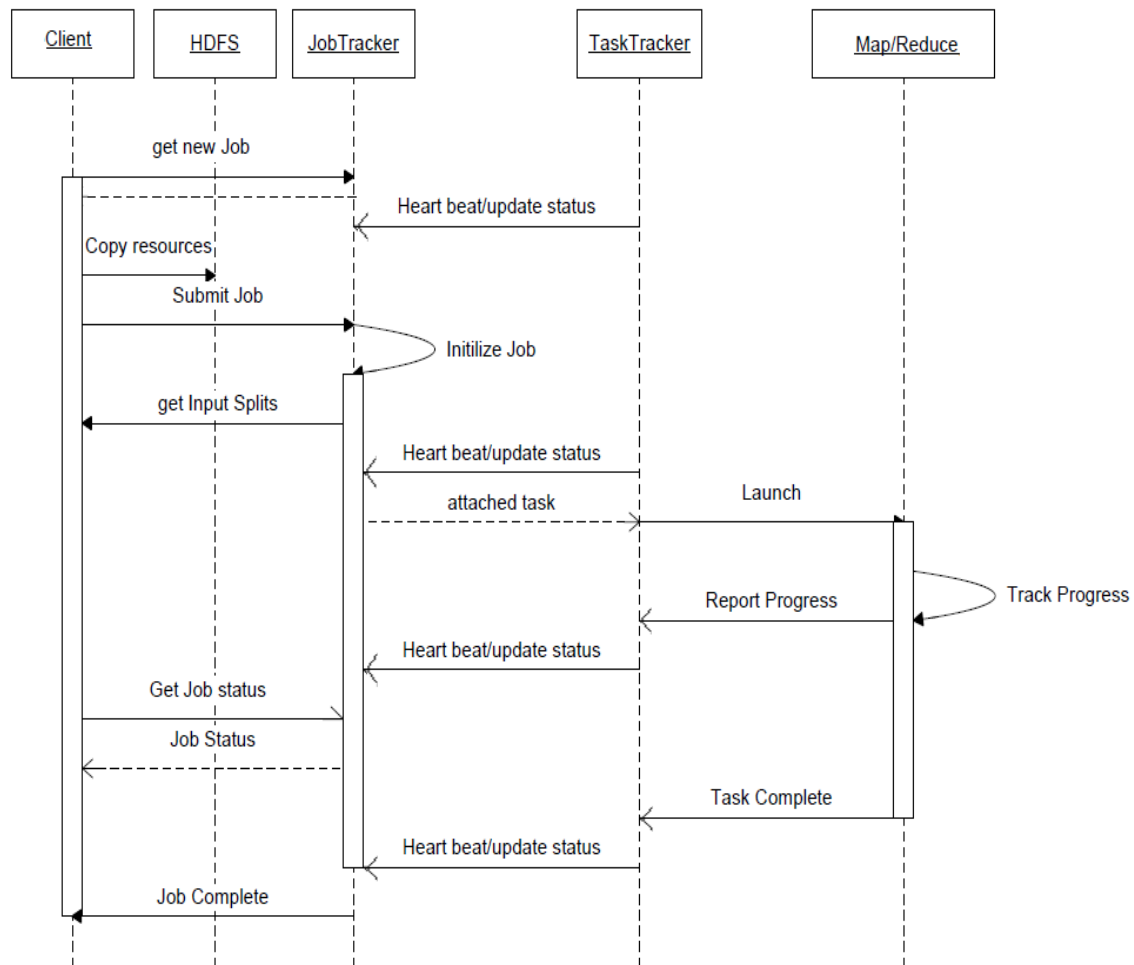 Client
HDFS
JobTracker
TaskTracker
Map/Reduce
get new Job
Heart beat/update status
Copy resources
Submit Job
Initilize Job
get Input Splits
Heart beat/update status
attached task
Launch
Track Progress
Report Progress
Heart beat/update status
Get Job status
Job Status
Task Complete
Heart beat/update status
Job Complete